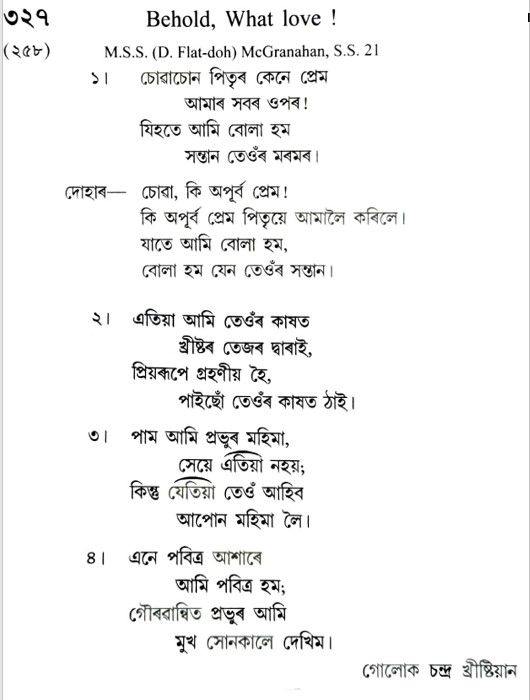 ৩২৭ Behold, What love !
(২৫৮) M.S.S. (D. Flat-doh) McGranahan, S.S. 21
১। চোৱাচোন পিতৃৰ কেনে প্ৰেম
আমাৰ সবৰ ওপৰ!
যিহতে আমি বোলা হম
সন্তান তেওঁৰ মৰমৰ।
দোহাৰ— চোৱা, কি অপূৰ্ব প্ৰেম!
কি অপূৰ্ব প্ৰেম পিতৃয়ে আমালৈ কৰিলে।
যাতে আমি বোলা হম,
বোলা হম যেন তেওঁৰ সন্তান।
২। এতিয়া আমি তেওঁৰ কাষত
খ্ৰীষ্টৰ তেজৰ দ্বাৰাই,
প্ৰিয়ৰূপে গ্ৰহণীয় হৈ,
পাইছোঁ তেওঁৰ কাষত ঠাই।
৩। পাম আমি প্ৰভুৰ মহিমা,
সেয়ে এতিয়া নহয়;
কিন্তু যেতিয়া তেওঁ আহিব
আপোন মহিমা লৈ।
৪। এনে পবিত্ৰ আশাৰে
আমি পবিত্ৰ হম;
গৌৰৱান্বিত প্ৰভুৰ আমি
মুখ সোনকালে দেখিম।
গোলোক চন্দ্ৰ খ্ৰীষ্টিয়ান